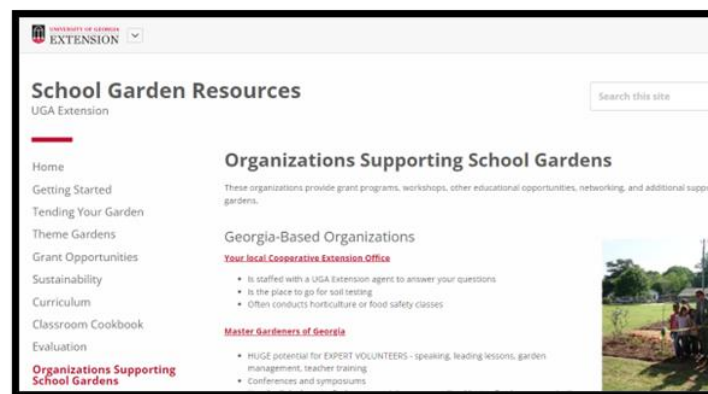 UNIVERSITY OF GEORGIA
EXTENSION
School Garden Resources
UGA Extension
Search this site
Home
Getting Started
Tending Your Garden
Theme Gardens
Grant Opportunities
Sustainability
Curriculum
Classroom Cookbook
Evaluation
Organizations Supporting
School Gardens
Organizations Supporting School Gardens
These organizations provide grant programs, workshops, other educational opportunities, networking, and additional
gardens.
Georgia-Based Organizations
Your local Cooperative Extension Office
• Is staffed with a UGA Extension agent to answer your questions
• Is the place to go for soil testing
• Often conducts horticulture or food safety classes
Master Gardeners of Georgia
• HUGE potential for EXPERT VOLUNTEERS - speaking, leading lessons, garden
management, teacher training
• Conferences and symposiums